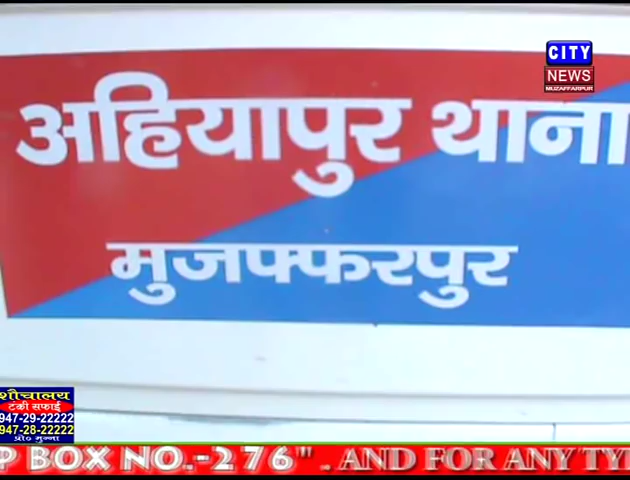 CITY
NEWS
MUZAFFARPUR
अहियापुर थाना
मुजफ्फरपुर
शौचालय
टंकी सफाई
947-29-22222
947-28-22222
प्रो० मुन्ना
P BOX NO.-276" . AND FOR ANY TY